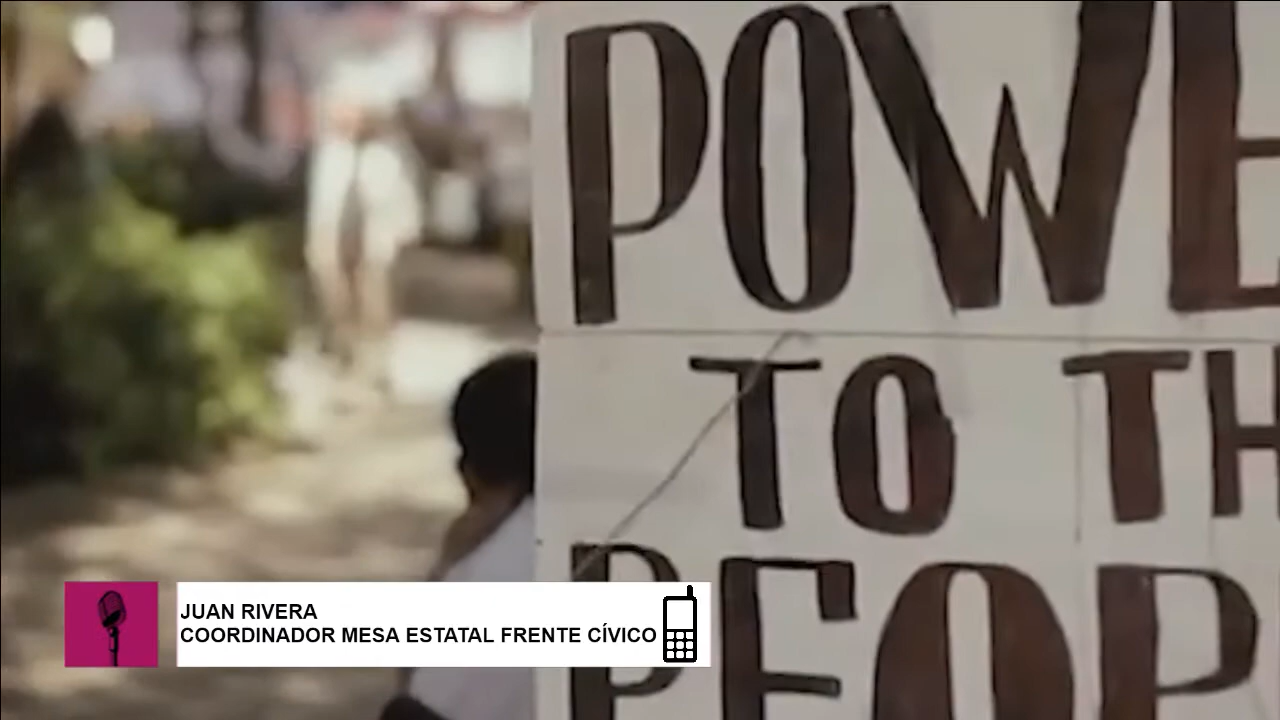 POWE
TO TH
PEOP
JUAN RIVERA
COORDINADOR MESA ESTATAL FRENTE CÍVICO